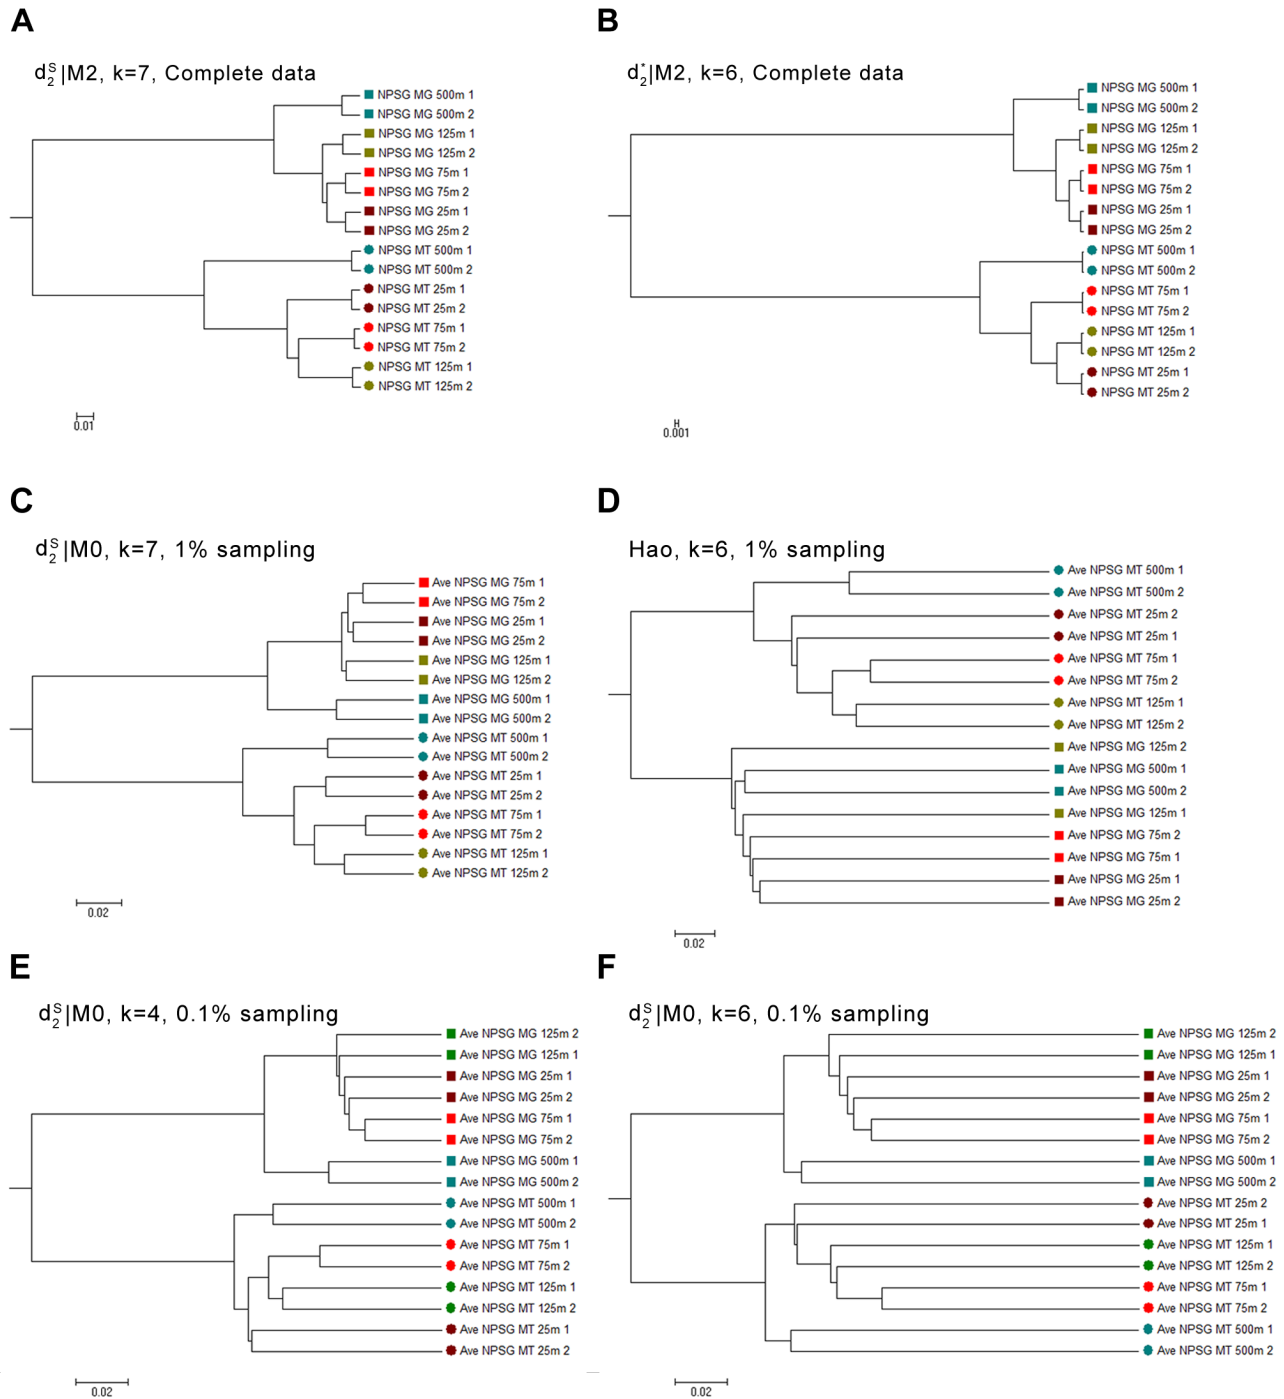 A
d₂ˢ|M2, k=7, Complete data
NPSG MG 500m 1
NPSG MG 500m 2
NPSG MG 125m 1
NPSG MG 125m 2
NPSG MG 75m 1
NPSG MG 75m 2
NPSG MG 25m 1
NPSG MG 25m 2
NPSG MT 500m 1
NPSG MT 500m 2
NPSG MT 25m 1
NPSG MT 25m 2
NPSG MT 75m 1
NPSG MT 75m 2
NPSG MT 125m 1
NPSG MT 125m 2
0.01
B
d₂*|M2, k=6, Complete data
NPSG MG 500m 1
NPSG MG 500m 2
NPSG MG 125m 1
NPSG MG 125m 2
NPSG MG 75m 1
NPSG MG 75m 2
NPSG MG 25m 1
NPSG MG 25m 2
NPSG MT 500m 1
NPSG MT 500m 2
NPSG MT 75m 1
NPSG MT 75m 2
NPSG MT 125m 1
NPSG MT 125m 2
NPSG MT 25m 1
NPSG MT 25m 2
0.001
C
d₂ˢ|M0, k=7, 1% sampling
Ave NPSG MG 75m 1
Ave NPSG MG 75m 2
Ave NPSG MG 25m 1
Ave NPSG MG 25m 2
Ave NPSG MG 125m 1
Ave NPSG MG 125m 2
Ave NPSG MG 500m 1
Ave NPSG MG 500m 2
Ave NPSG MT 500m 1
Ave NPSG MT 500m 2
Ave NPSG MT 25m 1
Ave NPSG MT 25m 2
Ave NPSG MT 75m 1
Ave NPSG MT 75m 2
Ave NPSG MT 125m 1
Ave NPSG MT 125m 2
0.02
D
Hao, k=6, 1% sampling
Ave NPSG MT 500m 1
Ave NPSG MT 500m 2
Ave NPSG MT 25m 2
Ave NPSG MT 25m 1
Ave NPSG MT 75m 1
Ave NPSG MT 75m 2
Ave NPSG MT 125m 1
Ave NPSG MT 125m 2
Ave NPSG MG 125m 2
Ave NPSG MG 500m 1
Ave NPSG MG 500m 2
Ave NPSG MG 125m 1
Ave NPSG MG 75m 2
Ave NPSG MG 75m 1
Ave NPSG MG 25m 1
Ave NPSG MG 25m 2
0.02
E
d₂ˢ|M0, k=4, 0.1% sampling
Ave NPSG MG 125m 2
Ave NPSG MG 125m 1
Ave NPSG MG 25m 1
Ave NPSG MG 25m 2
Ave NPSG MG 75m 1
Ave NPSG MG 75m 2
Ave NPSG MG 500m 1
Ave NPSG MG 500m 2
Ave NPSG MT 500m 1
Ave NPSG MT 500m 2
Ave NPSG MT 75m 1
Ave NPSG MT 75m 2
Ave NPSG MT 125m 1
Ave NPSG MT 125m 2
Ave NPSG MT 25m 1
Ave NPSG MT 25m 2
0.02
F
d₂ˢ|M0, k=6, 0.1% sampling
Ave NPSG MG 125m 2
Ave NPSG MG 125m 1
Ave NPSG MG 25m 1
Ave NPSG MG 25m 2
Ave NPSG MG 75m 1
Ave NPSG MG 75m 2
Ave NPSG MG 500m 1
Ave NPSG MG 500m 2
Ave NPSG MT 25m 2
Ave NPSG MT 25m 1
Ave NPSG MT 125m 1
Ave NPSG MT 125m 2
Ave NPSG MT 75m 1
Ave NPSG MT 75m 2
Ave NPSG MT 500m 1
Ave NPSG MT 500m 2
0.02